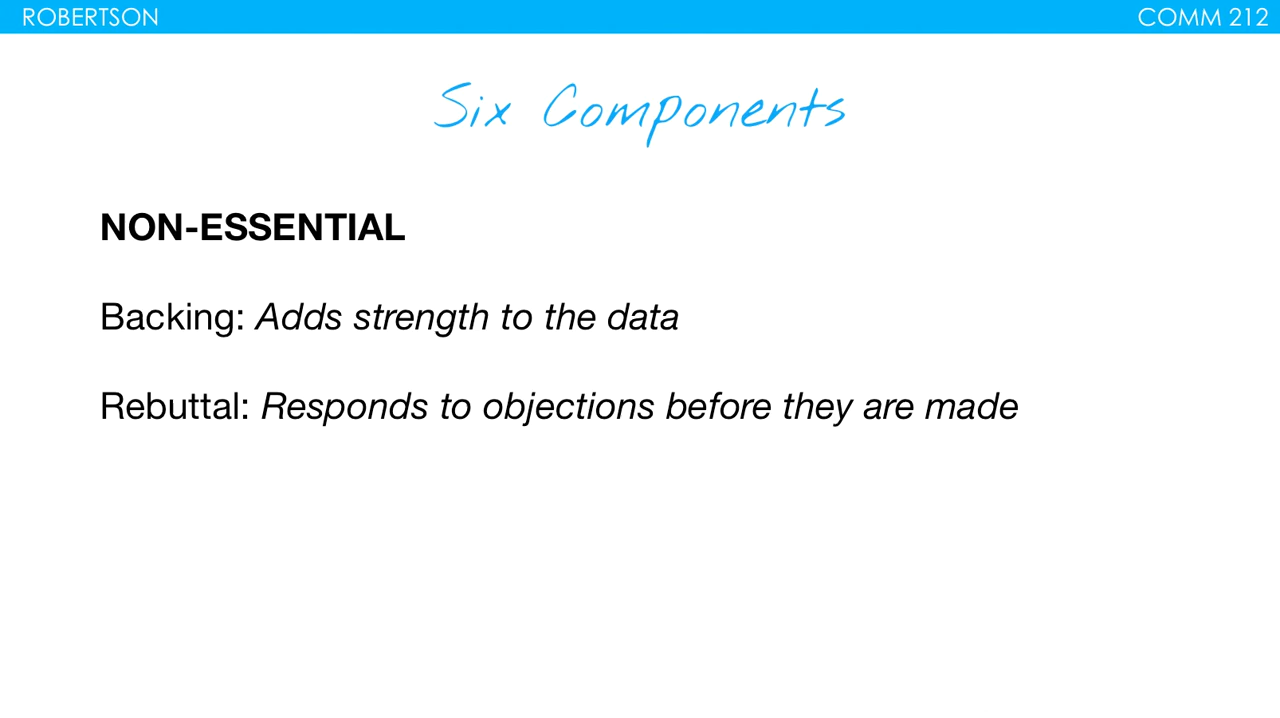 ROBERTSON
COMM 212
Six Components
NON-ESSENTIAL
Backing: Adds strength to the data
Rebuttal: Responds to objections before they are made